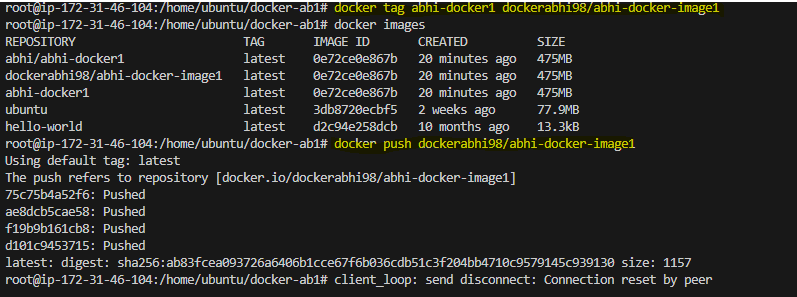 root@ip-172-31-46-104:/home/ubuntu/docker-ab1# docker tag abhi-docker1 dockerabhi98/abhi-docker-image1
root@ip-172-31-46-104:/home/ubuntu/docker-ab1# docker images
REPOSITORY TAG IMAGE ID CREATED SIZE
abhi/abhi-docker1 latest 0e72ce0e867b 20 minutes ago 475MB
dockerabhi98/abhi-docker-image1 latest 0e72ce0e867b 20 minutes ago 475MB
abhi-docker1 latest 0e72ce0e867b 20 minutes ago 475MB
ubuntu latest 3db8720ecbf5 2 weeks ago 77.9MB
hello-world latest d2c94e258dcb 10 months ago 13.3kB
root@ip-172-31-46-104:/home/ubuntu/docker-ab1# docker push dockerabhi98/abhi-docker-image1
Using default tag: latest
The push refers to repository [docker.io/dockerabhi98/abhi-docker-image1]
75c75b4a52f6: Pushed
ae8dcb5cae58: Pushed
f19b9b161cb8: Pushed
d101c9453715: Pushed
latest: digest: sha256:ab83fcea093726a6406b1cce67f6b036cdb51c3f204bb4710c9579145c939130 size: 1157
root@ip-172-31-46-104:/home/ubuntu/docker-ab1# client_loop: send disconnect: Connection reset by peer